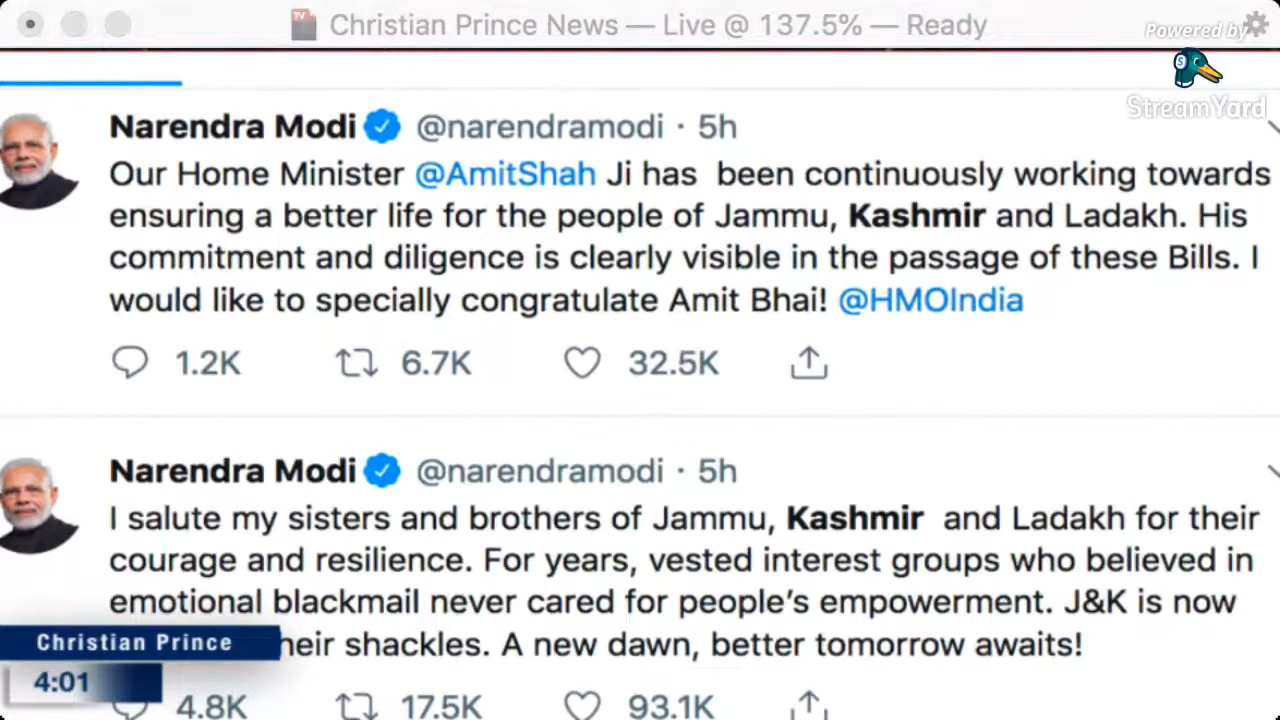 Christian Prince News — Live @ 137.5% — Ready
Powered by
StreamYard
Narendra Modi @narendramodi · 5h
Our Home Minister @AmitShah Ji has been continuously working towards
ensuring a better life for the people of Jammu, Kashmir and Ladakh. His
commitment and diligence is clearly visible in the passage of these Bills. I
would like to specially congratulate Amit Bhai! @HMOIndia
1.2K 6.7K 32.5K
Narendra Modi @narendramodi · 5h
I salute my sisters and brothers of Jammu, Kashmir and Ladakh for their
courage and resilience. For years, vested interest groups who believed in
emotional blackmail never cared for people's empowerment. J&K is now
heir shackles. A new dawn, better tomorrow awaits!
Christian Prince
4:01
4.8K 17.5K 93.1K